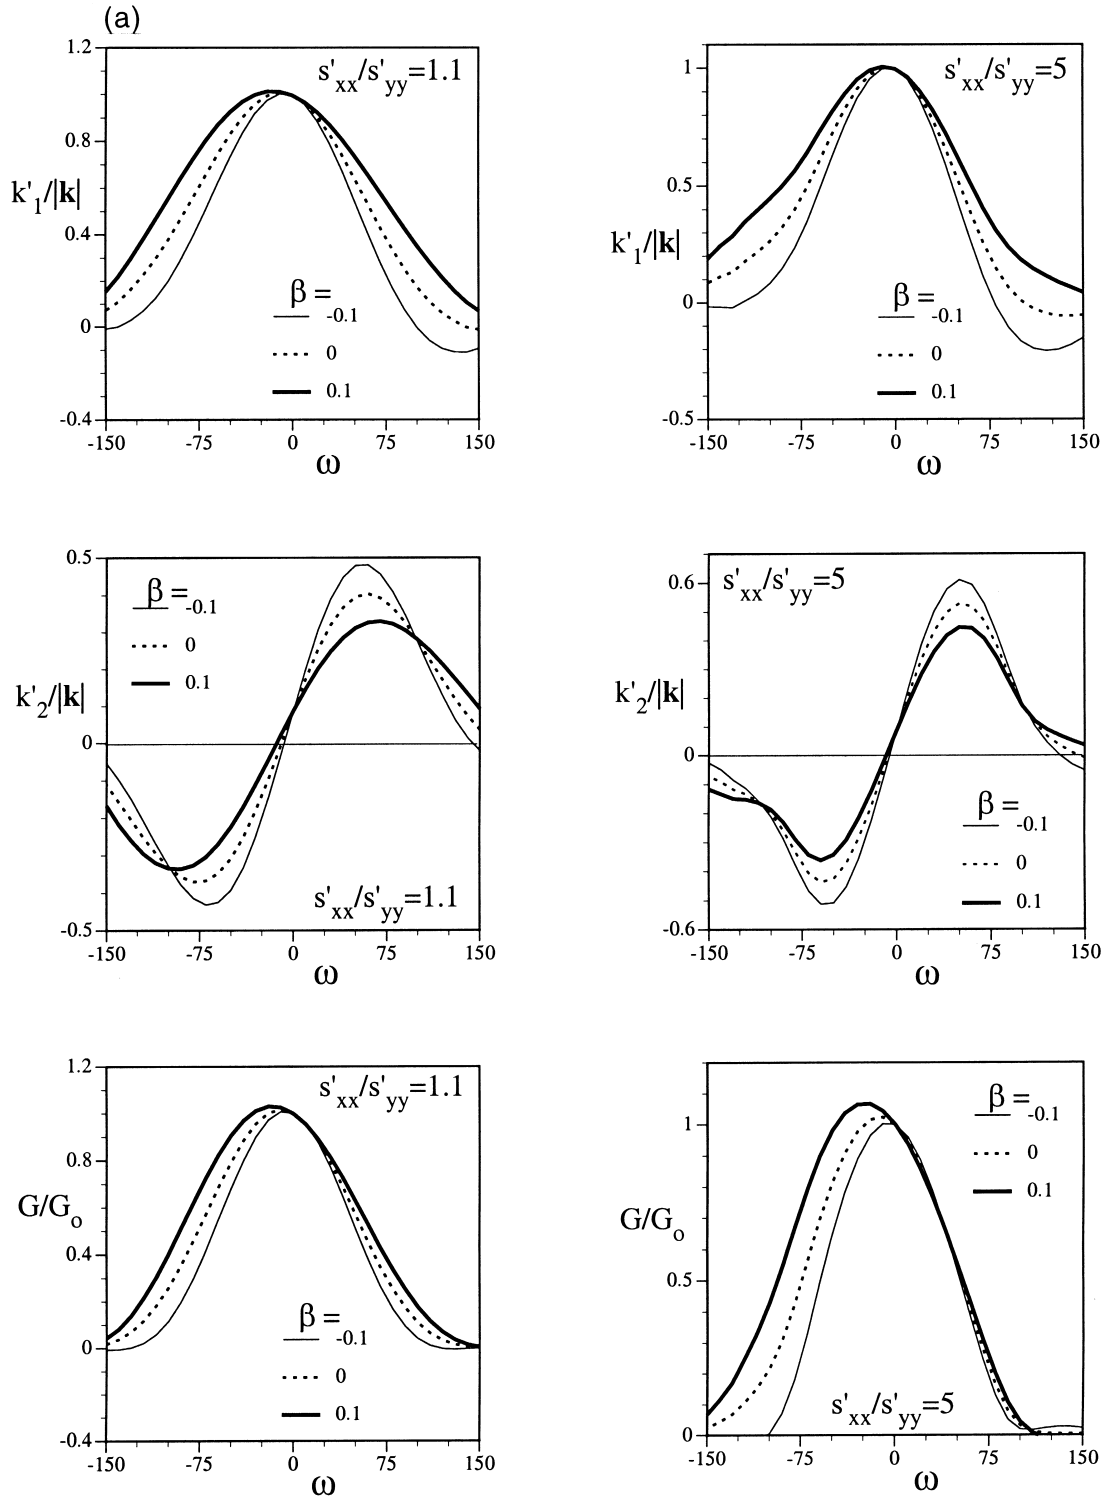 (a)
1.2
0.8
0.4
0
-0.4
k'1/|k|
s'xx/s'yy=1.1
β =
-0.1
0
0.1
-150 -75 0 75 150
ω
1
0.5
0
-0.5
k'1/|k|
s'xx/s'yy=5
β =
-0.1
0
0.1
-150 -75 0 75 150
ω
0.5
0
-0.5
k'2/|k|
β =
-0.1
0
0.1
s'xx/s'yy=1.1
-150 -75 0 75 150
ω
0.6
0
-0.6
k'2/|k|
s'xx/s'yy=5
β =
-0.1
0
0.1
-150 -75 0 75 150
ω
1.2
0.8
0.4
0
-0.4
G/Go
s'xx/s'yy=1.1
β =
-0.1
0
0.1
-150 -75 0 75 150
ω
1
0.5
0
G/Go
β =
-0.1
0
0.1
s'xx/s'yy=5
-150 -75 0 75 150
ω